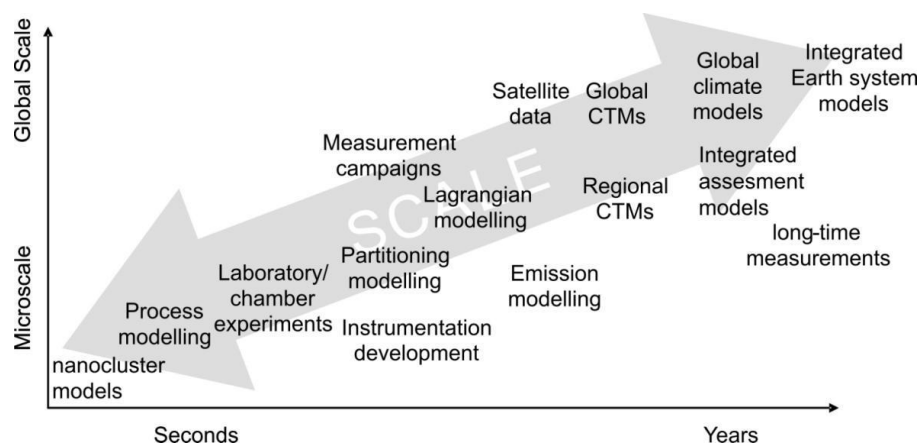 Global Scale
Microscale
Integrated
Earth system
models
Global
climate
models
Satellite
data
Global
CTMs
Measurement
campaigns
Integrated
assesment
models
SCALE
Lagrangian
modelling
Regional
CTMs
long-time
measurements
Partitioning
modelling
Laboratory/
chamber
experiments
Emission
modelling
Process
modelling
Instrumentation
development
nanocluster
models
Seconds
Years